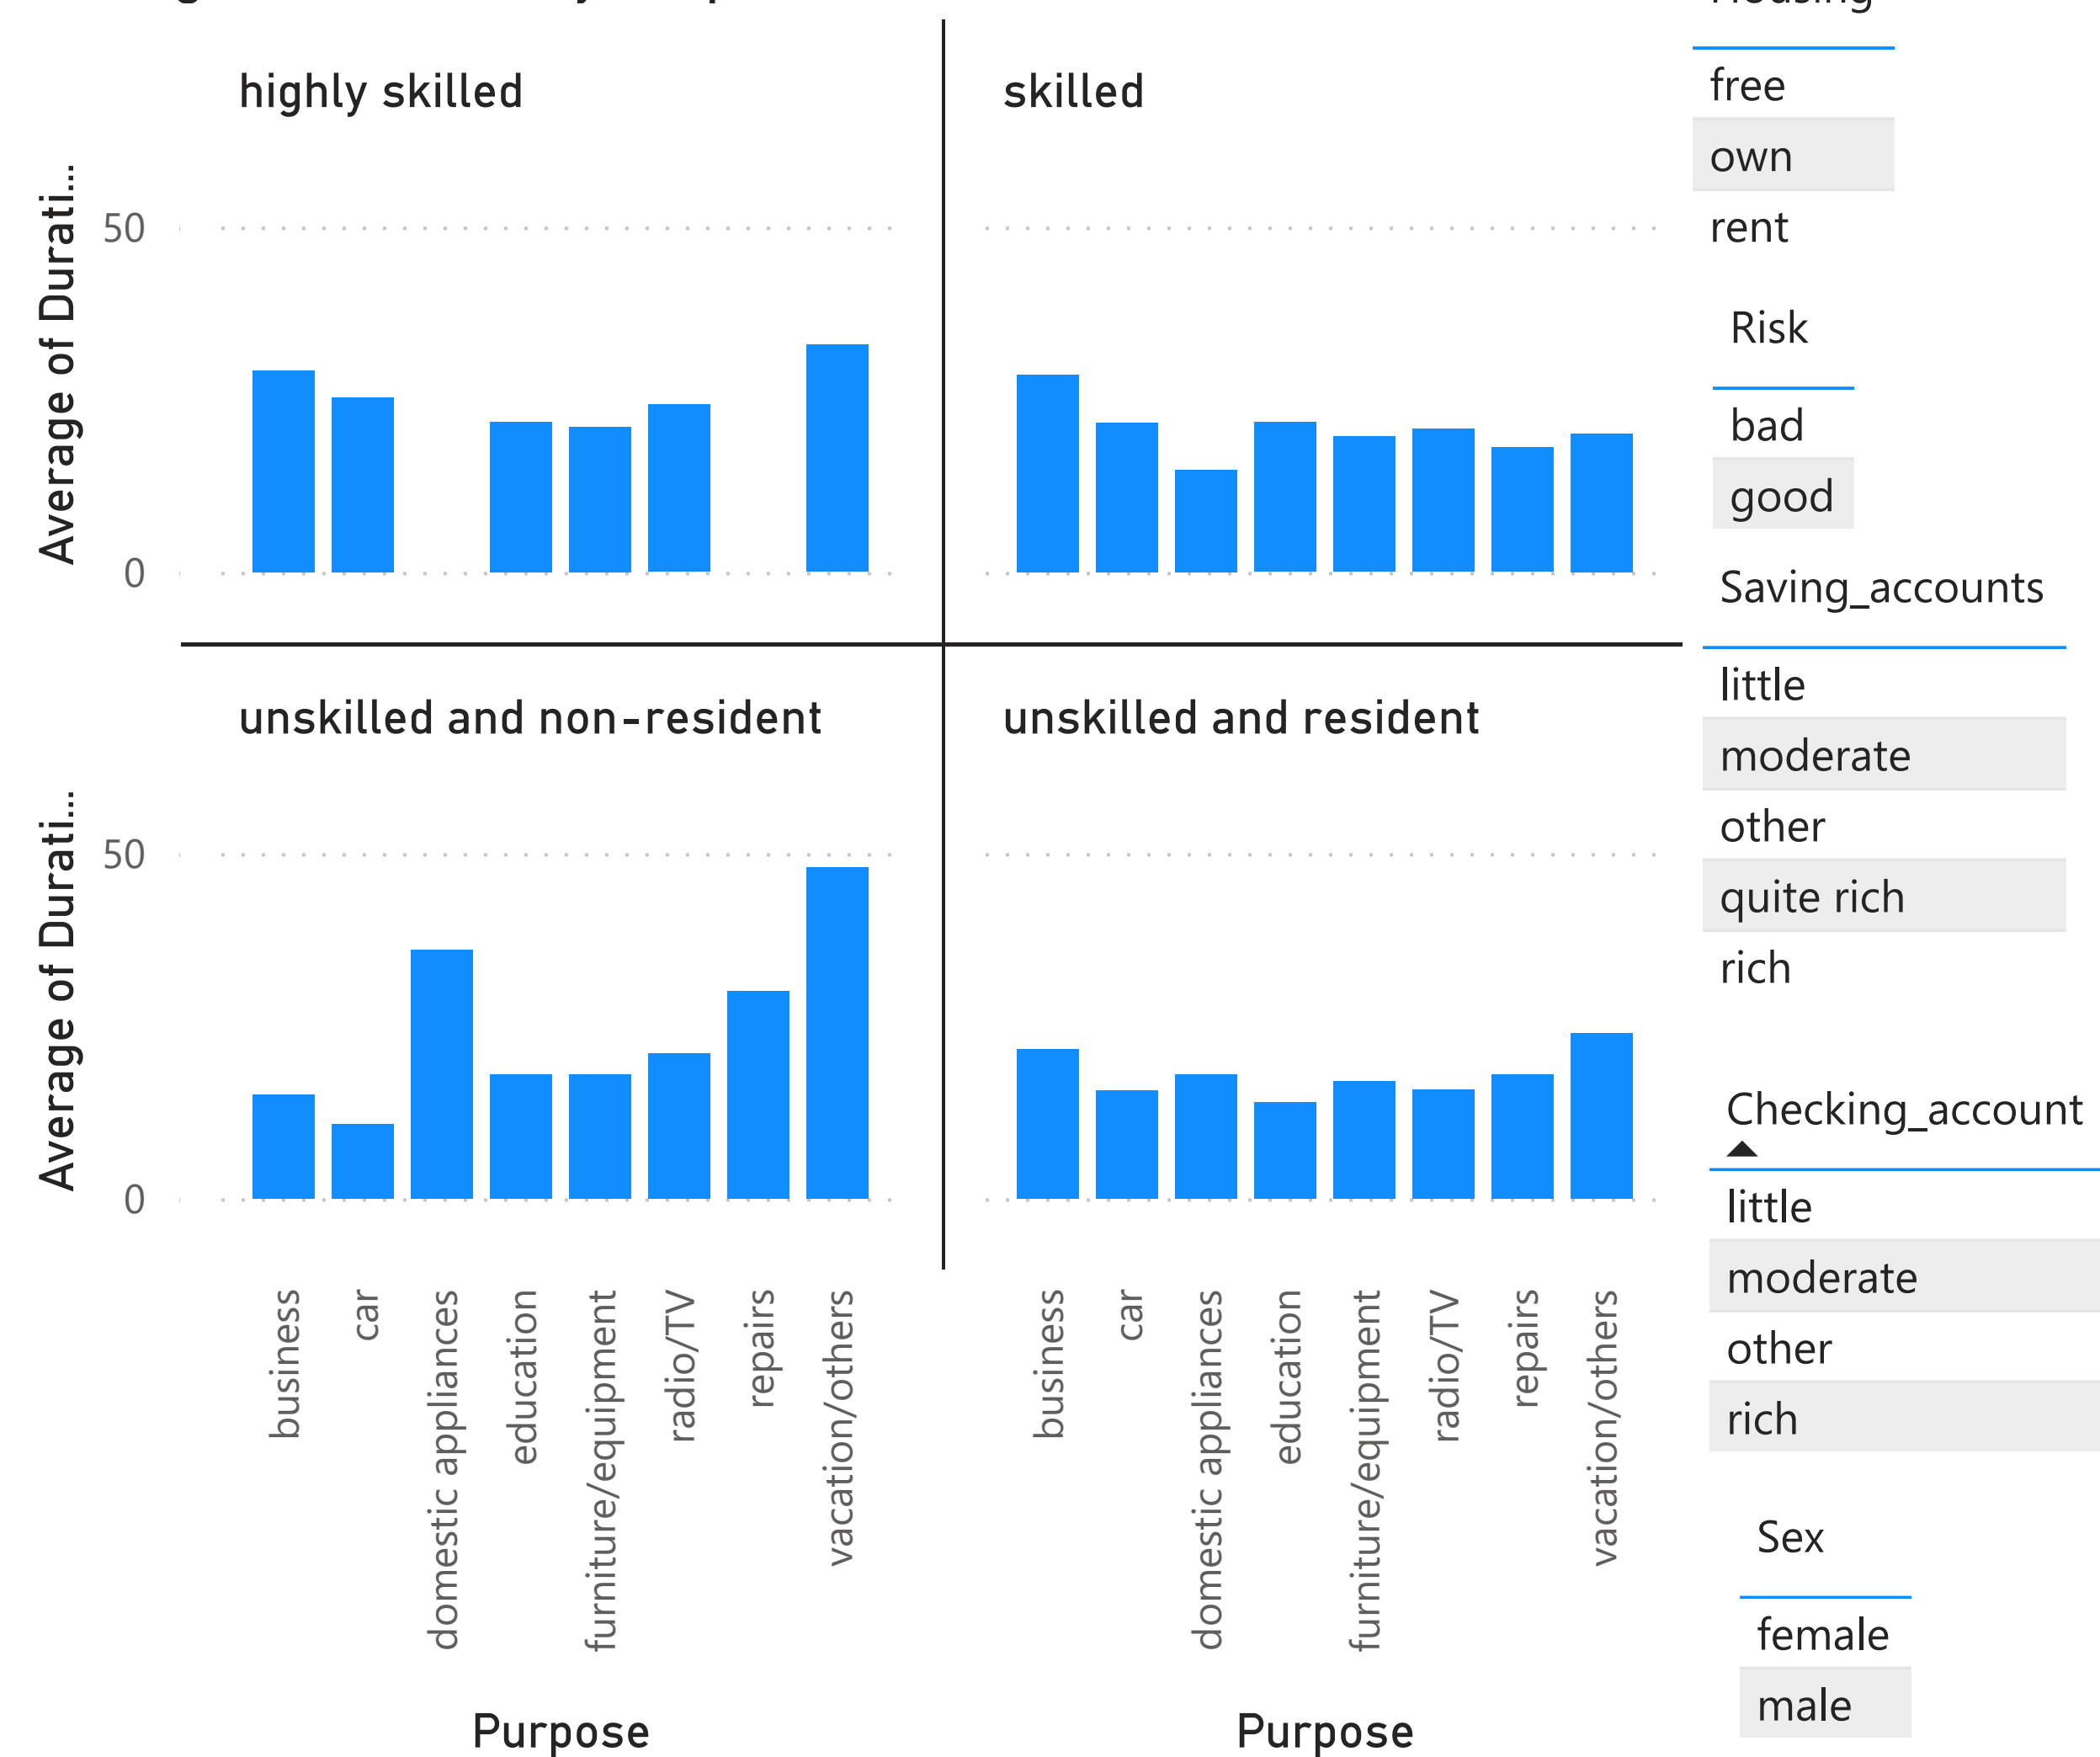 Housing
highly skilled
skilled
Average of Durati...
50
0
unskilled and non-resident
unskilled and resident
Average of Durati...
50
0
business
car
domestic appliances
education
furniture/equipment
radio/TV
repairs
vacation/others
business
car
domestic appliances
education
furniture/equipment
radio/TV
repairs
vacation/others
Purpose
Purpose
free
own
rent
Risk
bad
good
Saving_accounts
little
moderate
other
quite rich
rich
Checking_account
little
moderate
other
rich
Sex
female
male